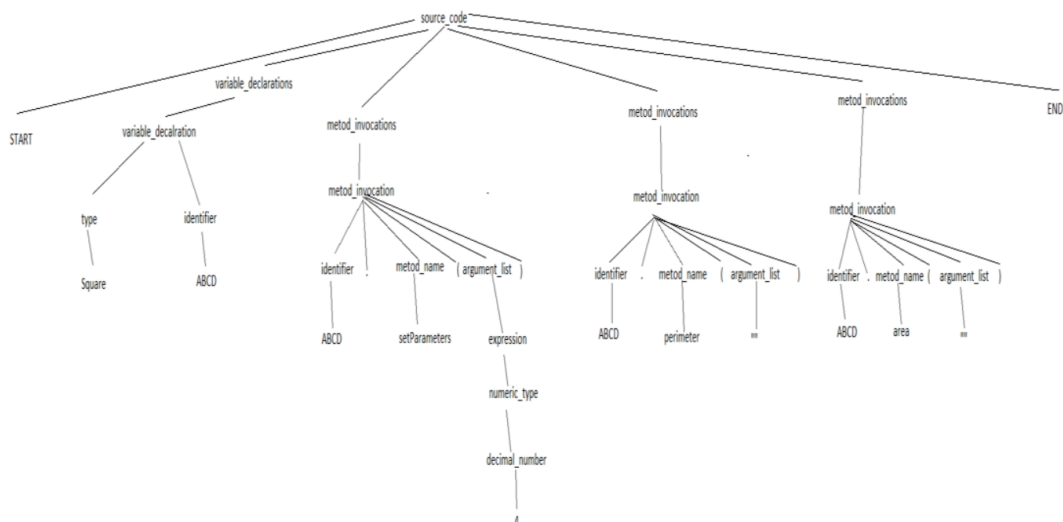 source_code
variable_declarations
metod_invocations
metod_invocations
metod_invocations
START
END
variable_decalration
metod_invocation
metod_invocation
metod_invocation
type
identifier
identifier . metod_name ( argument_list )
identifier . metod_name ( argument_list )
identifier . metod_name ( argument_list )
Square
ABCD
ABCD
setParameters
expression
ABCD
perimeter
""
ABCD
area
""
numeric_type
decimal_number